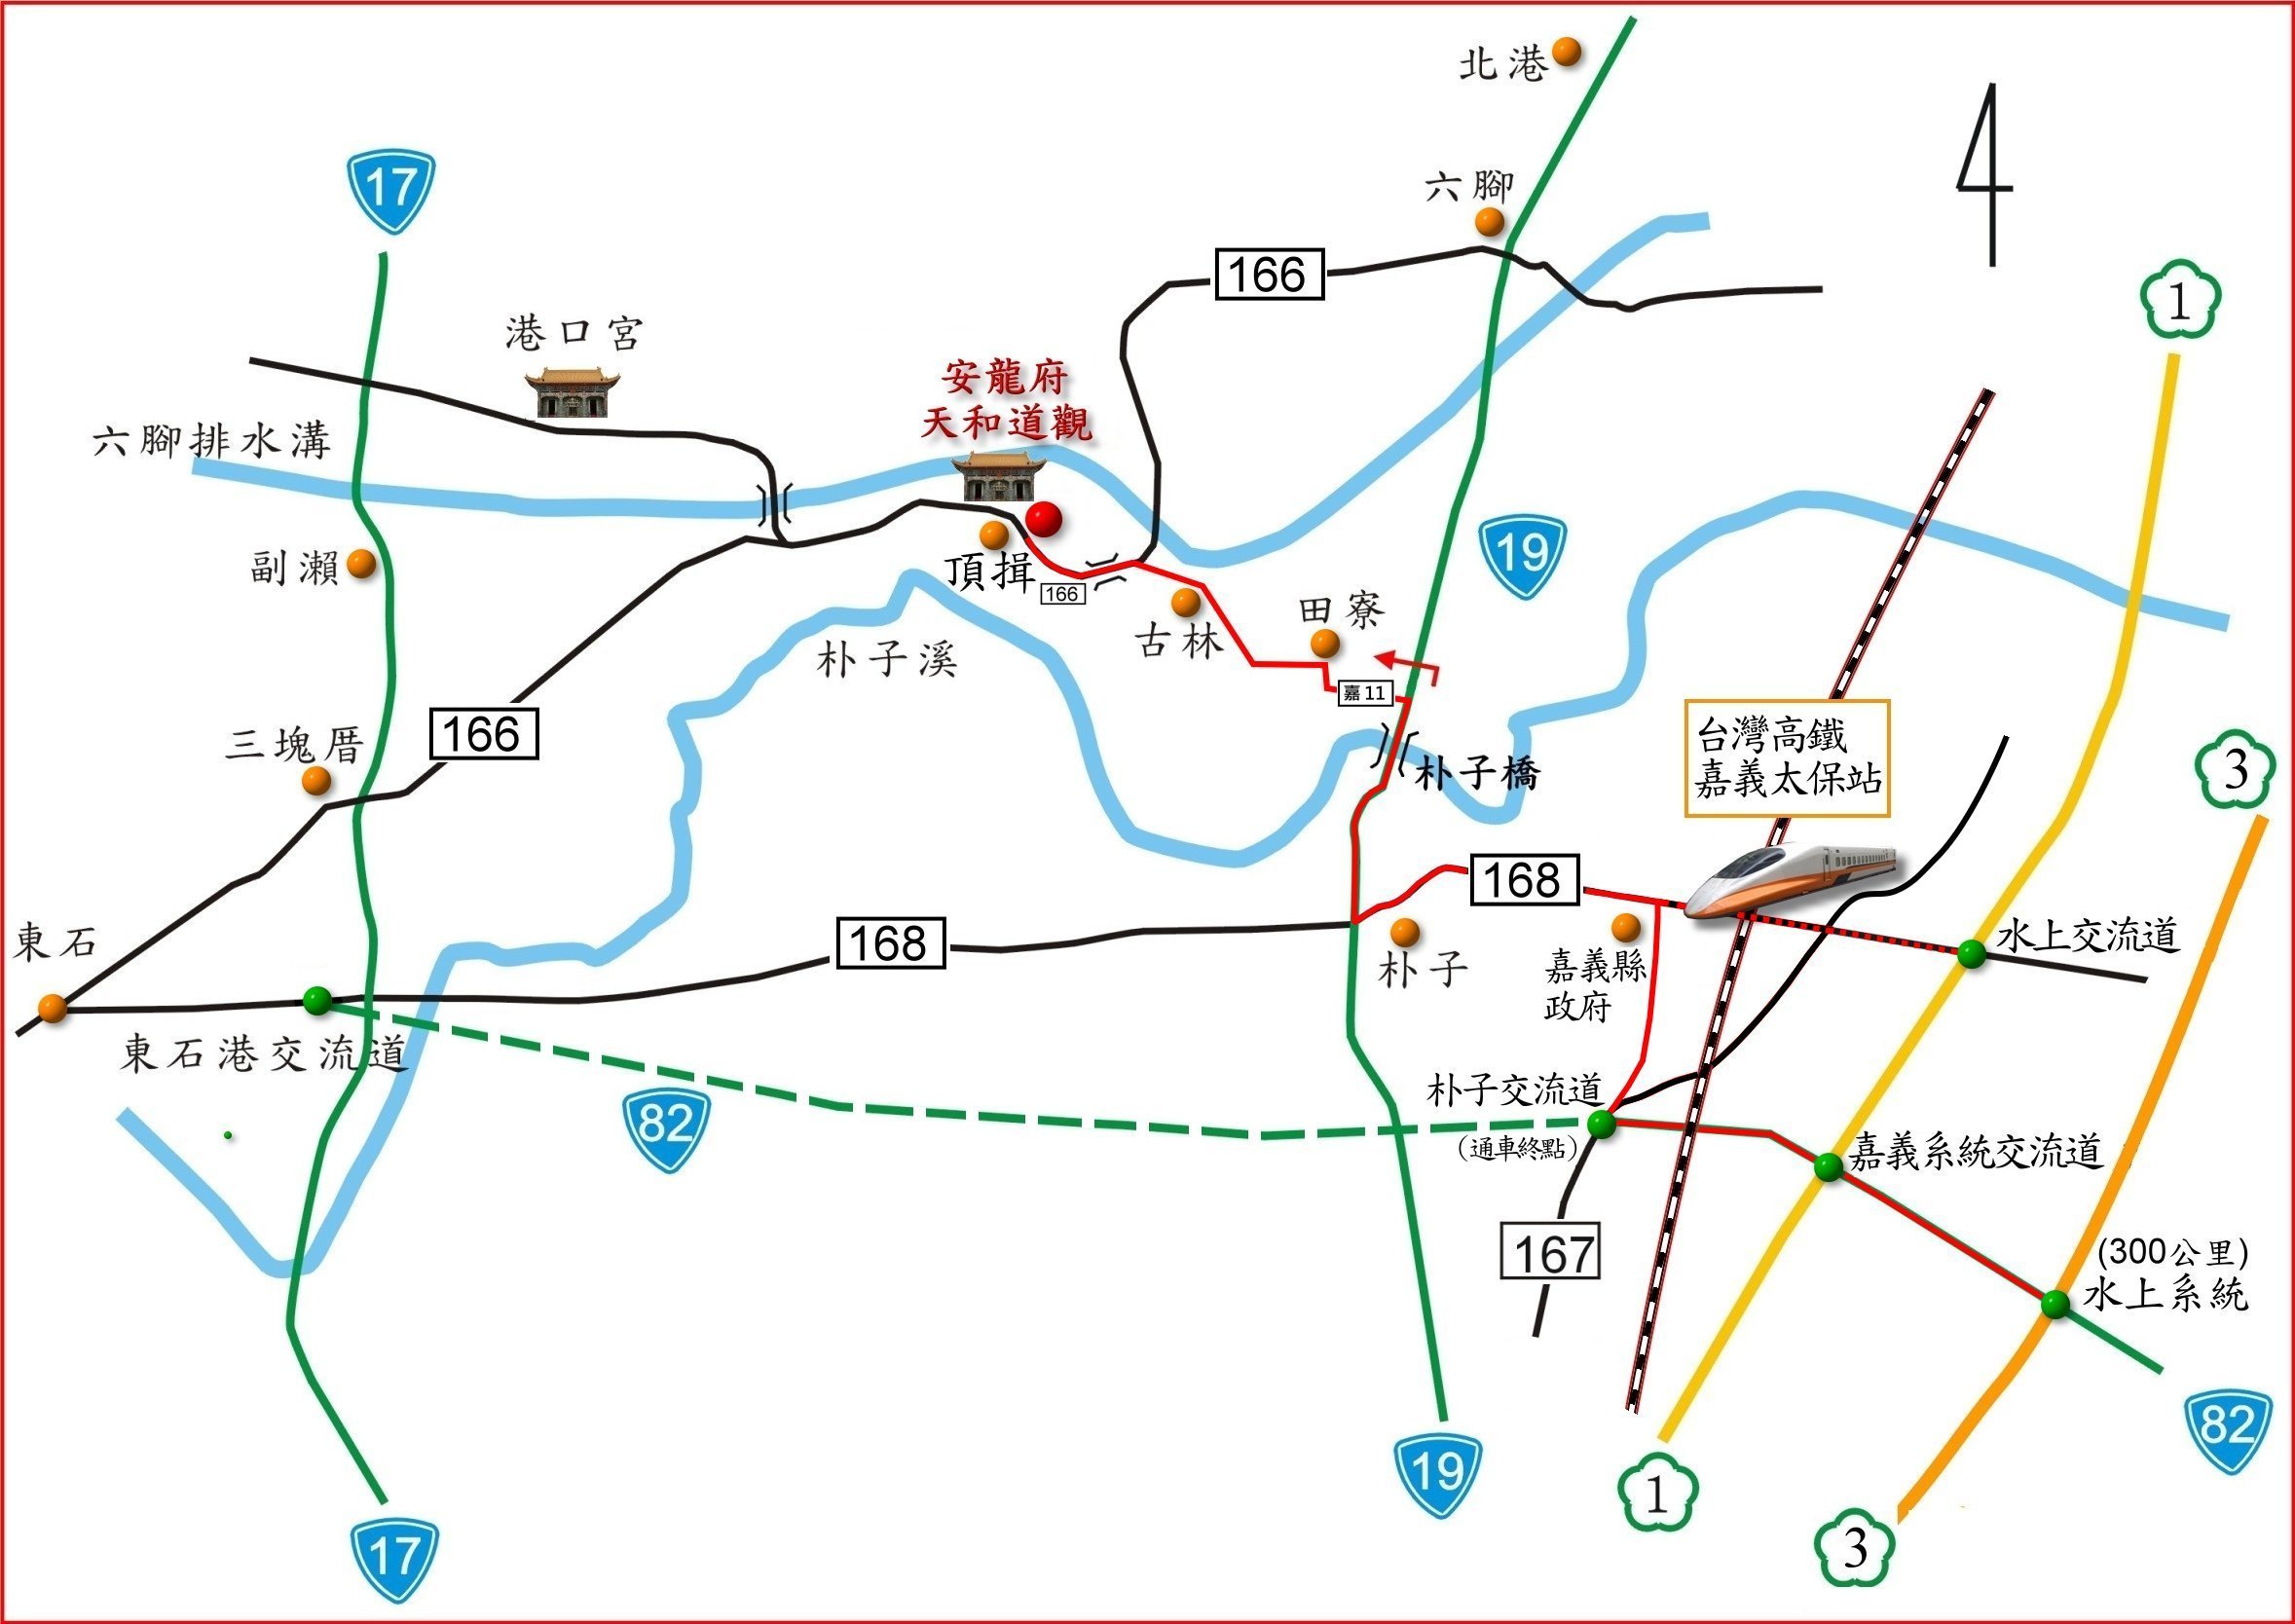 北港
17
六腳
166
1
港口宮
安龍府
天和道觀
六腳排水溝
19
副瀨
頂揖
166
田寮
古林
朴子溪
嘉11
三塊厝
166
台灣高鐵
嘉義太保站
3
朴子橋
168
東石
168
水上交流道
朴子
嘉義縣
政府
東石港交流道
朴子交流道
82
(通車終點)
嘉義系統交流道
167
(300公里)
水上系統
82
19
1
17
3